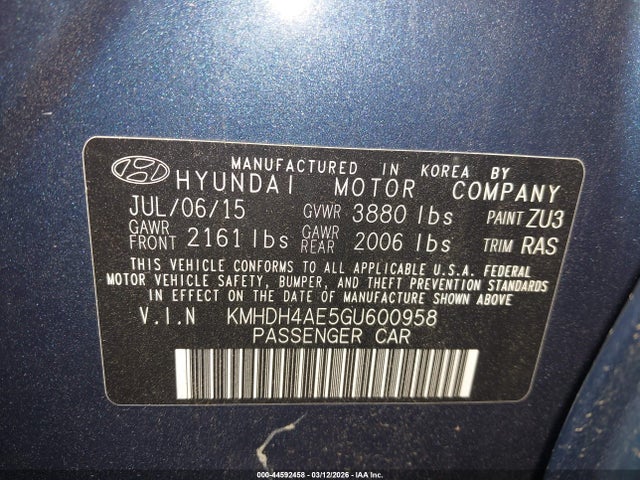 MANUFACTURED IN KOREA BY
HYUNDAI MOTOR COMPANY
JUL/06/15 GVWR 3880 lbs PAINT ZU3
GAWR FRONT 2161 lbs GAWR REAR 2006 lbs TRIM RAS
THIS VEHICLE CONFORMS TO ALL APPLICABLE U.S.A. FEDERAL
MOTOR VEHICLE SAFETY, BUMPER, AND THEFT PREVENTION STANDARDS
IN EFFECT ON THE DATE OF MANUFACTURE SHOWN ABOVE
V.I.N KMHDH4AE5GU600958
PASSENGER CAR
000-44592458 - 03/12/2026 - IAA Inc.